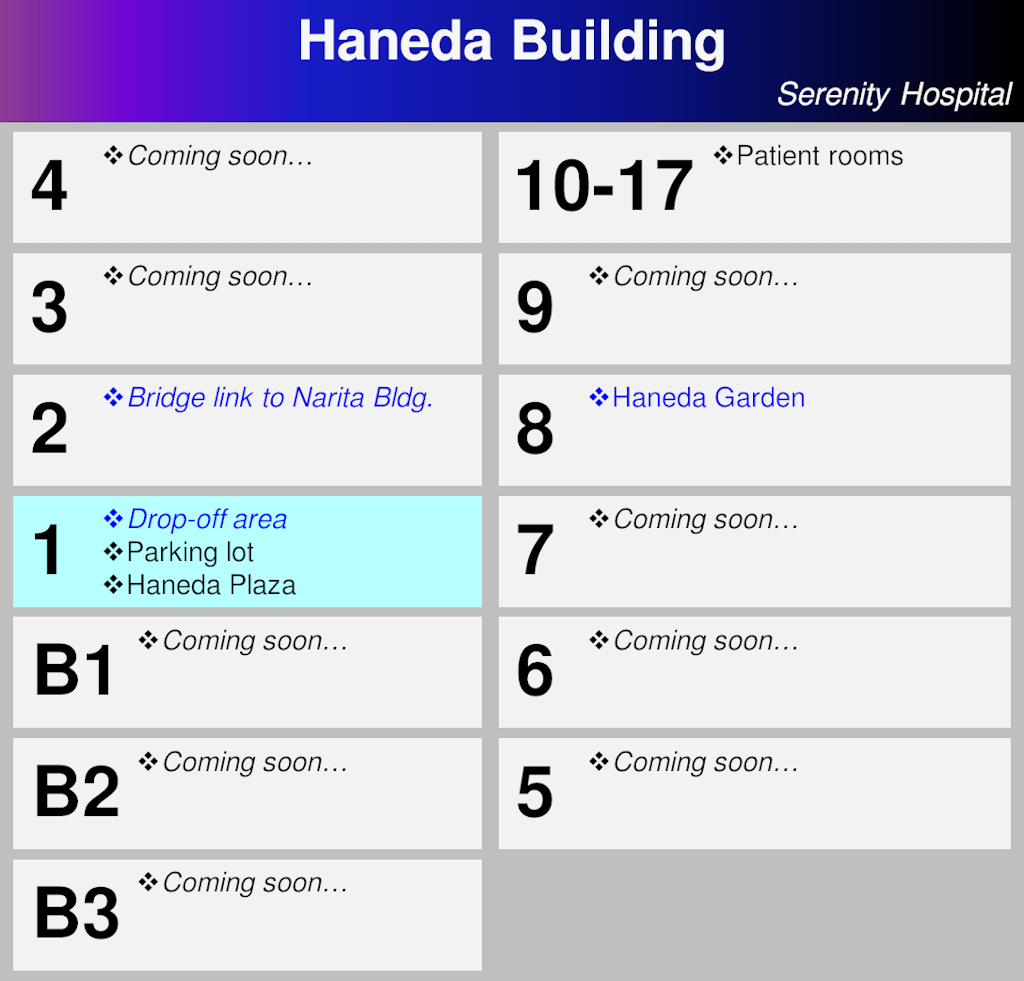 Haneda Building
Serenity Hospital
4
❖Coming soon…
3
❖Coming soon…
2
❖Bridge link to Narita Bldg.
1
❖Drop-off area
❖Parking lot
❖Haneda Plaza
B1
❖Coming soon…
B2
❖Coming soon…
B3
❖Coming soon…
10-17
❖Patient rooms
9
❖Coming soon…
8
❖Haneda Garden
7
❖Coming soon…
6
❖Coming soon…
5
❖Coming soon…